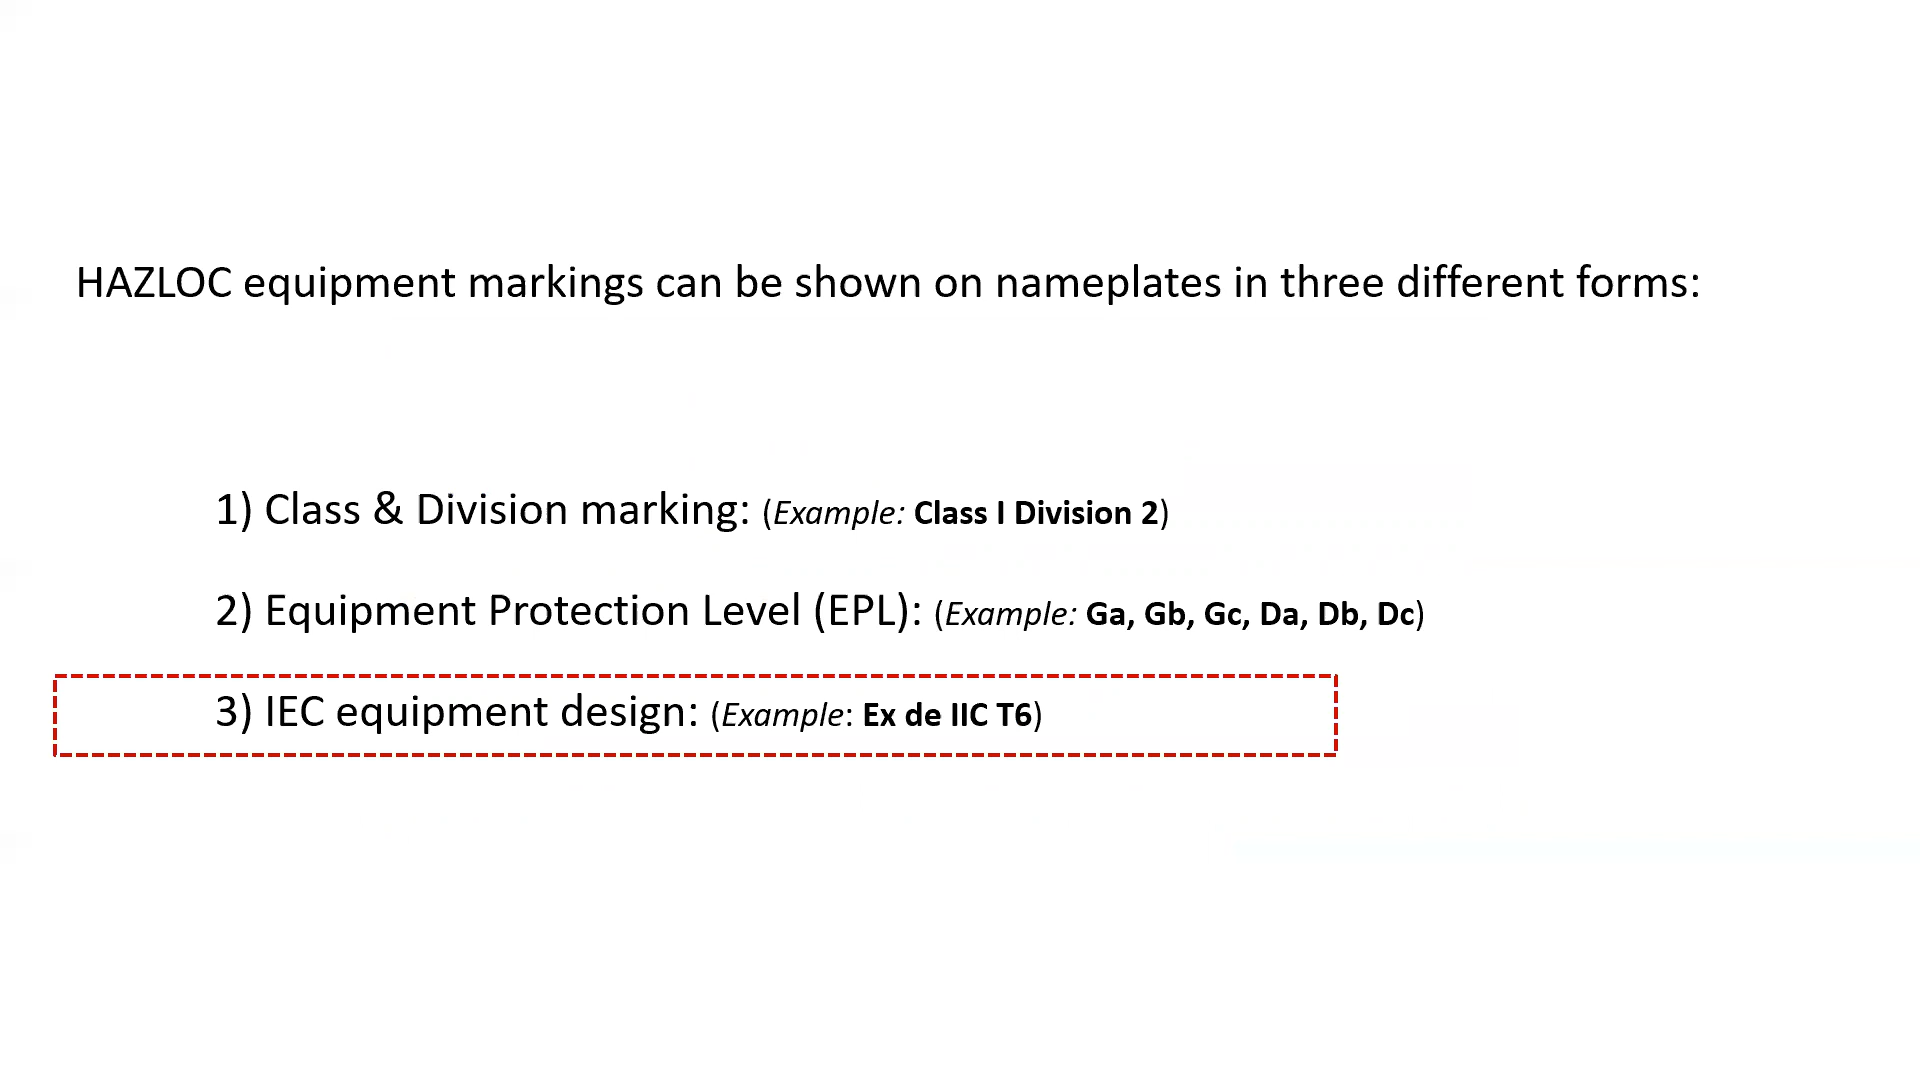 HAZLOC equipment markings can be shown on nameplates in three different forms:
1) Class & Division marking: (Example: Class I Division 2)
2) Equipment Protection Level (EPL): (Example: Ga, Gb, Gc, Da, Db, Dc)
3) IEC equipment design: (Example: Ex de IIC T6)